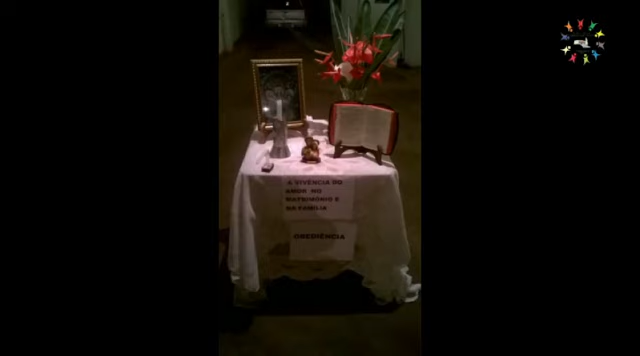 A VIVÊNCIA DO
AMOR NO
MATRIMÔNIO E
NA FAMÍLIA
OBEDIÊNCIA